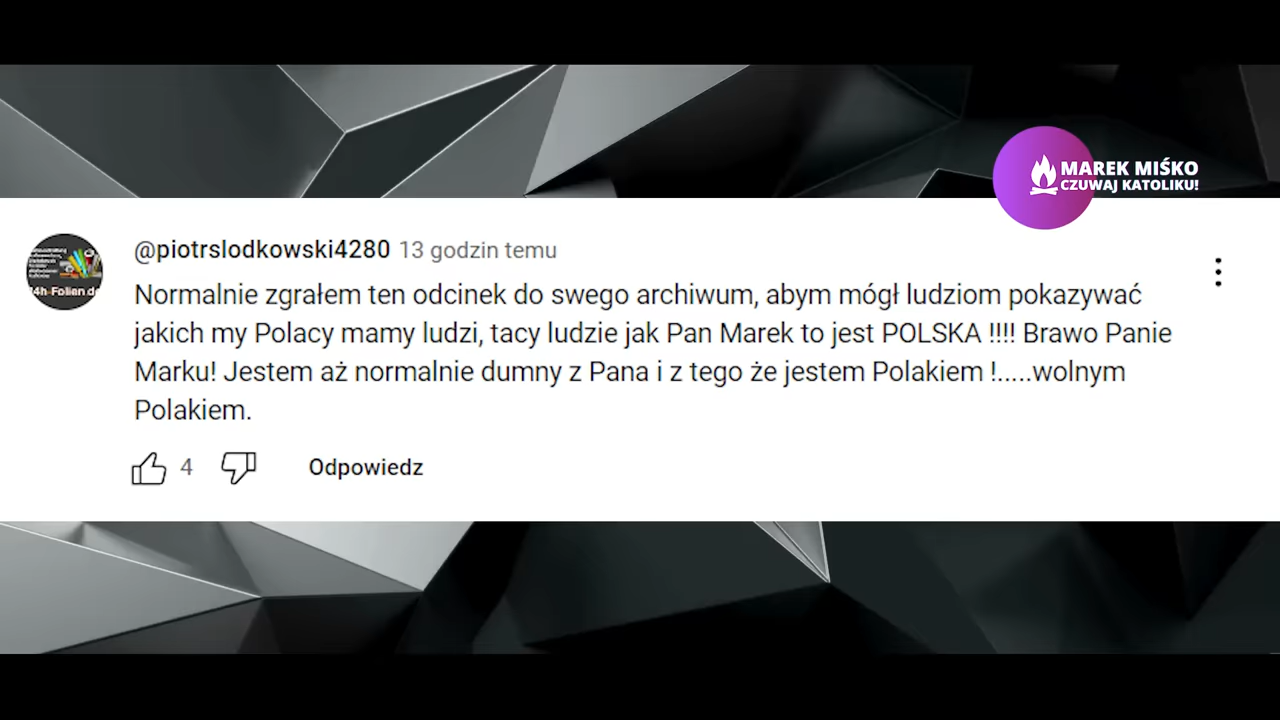 MAREK MIŚKO
CZUWAJ KATOLIKU!
@piotrslodkowski4280 13 godzin temu
Normalnie zgrałem ten odcinek do swego archiwum, abym mógł ludziom pokazywać
jakich my Polacy mamy ludzi, tacy ludzie jak Pan Marek to jest POLSKA !!!! Brawo Panie
Marku! Jestem aż normalnie dumny z Pana i z tego że jestem Polakiem !.....wolnym
Polakiem.
4 Odpowiedz